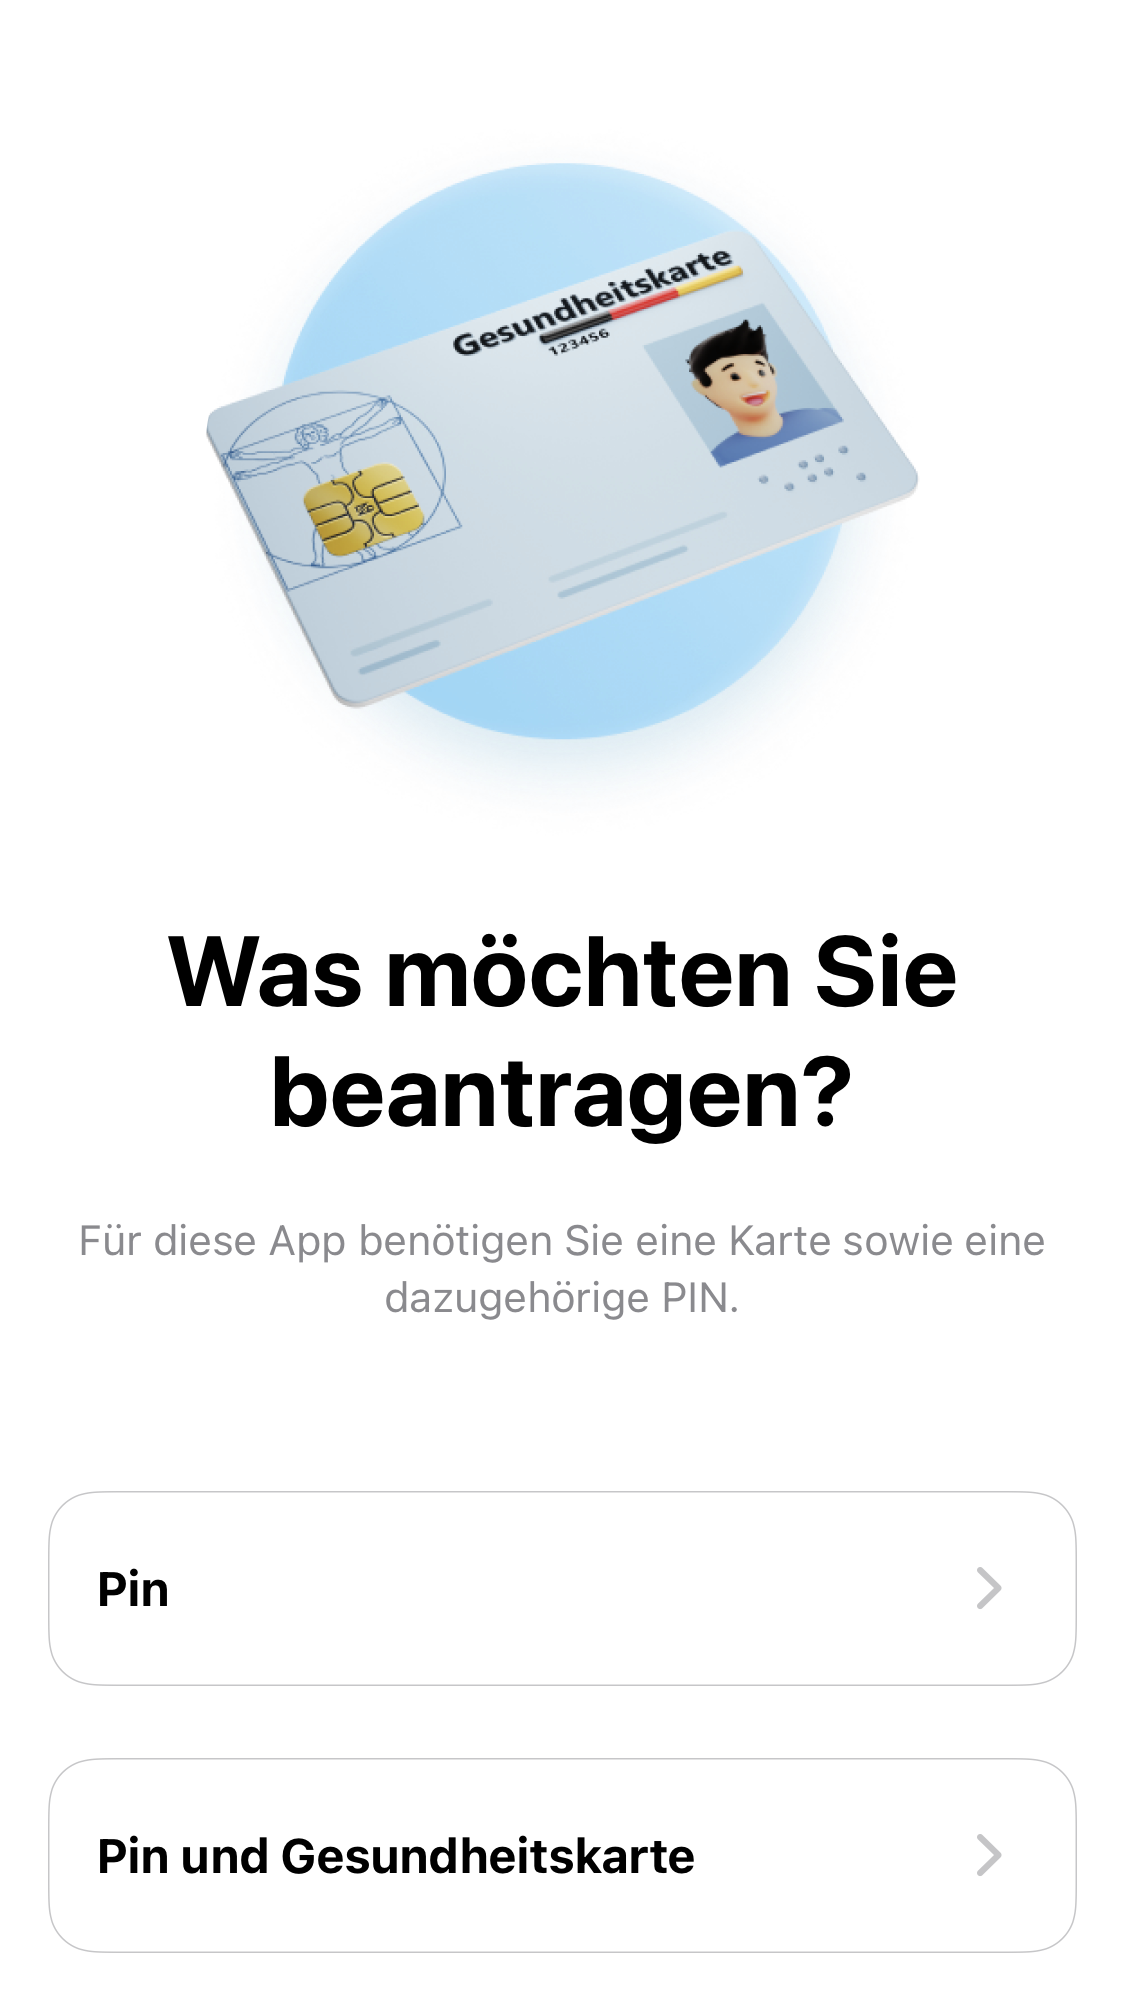 Gesundheitskarte
123456
Was möchten Sie
beantragen?
Für diese App benötigen Sie eine Karte sowie eine
dazugehörige PIN.
Pin
Pin und Gesundheitskarte